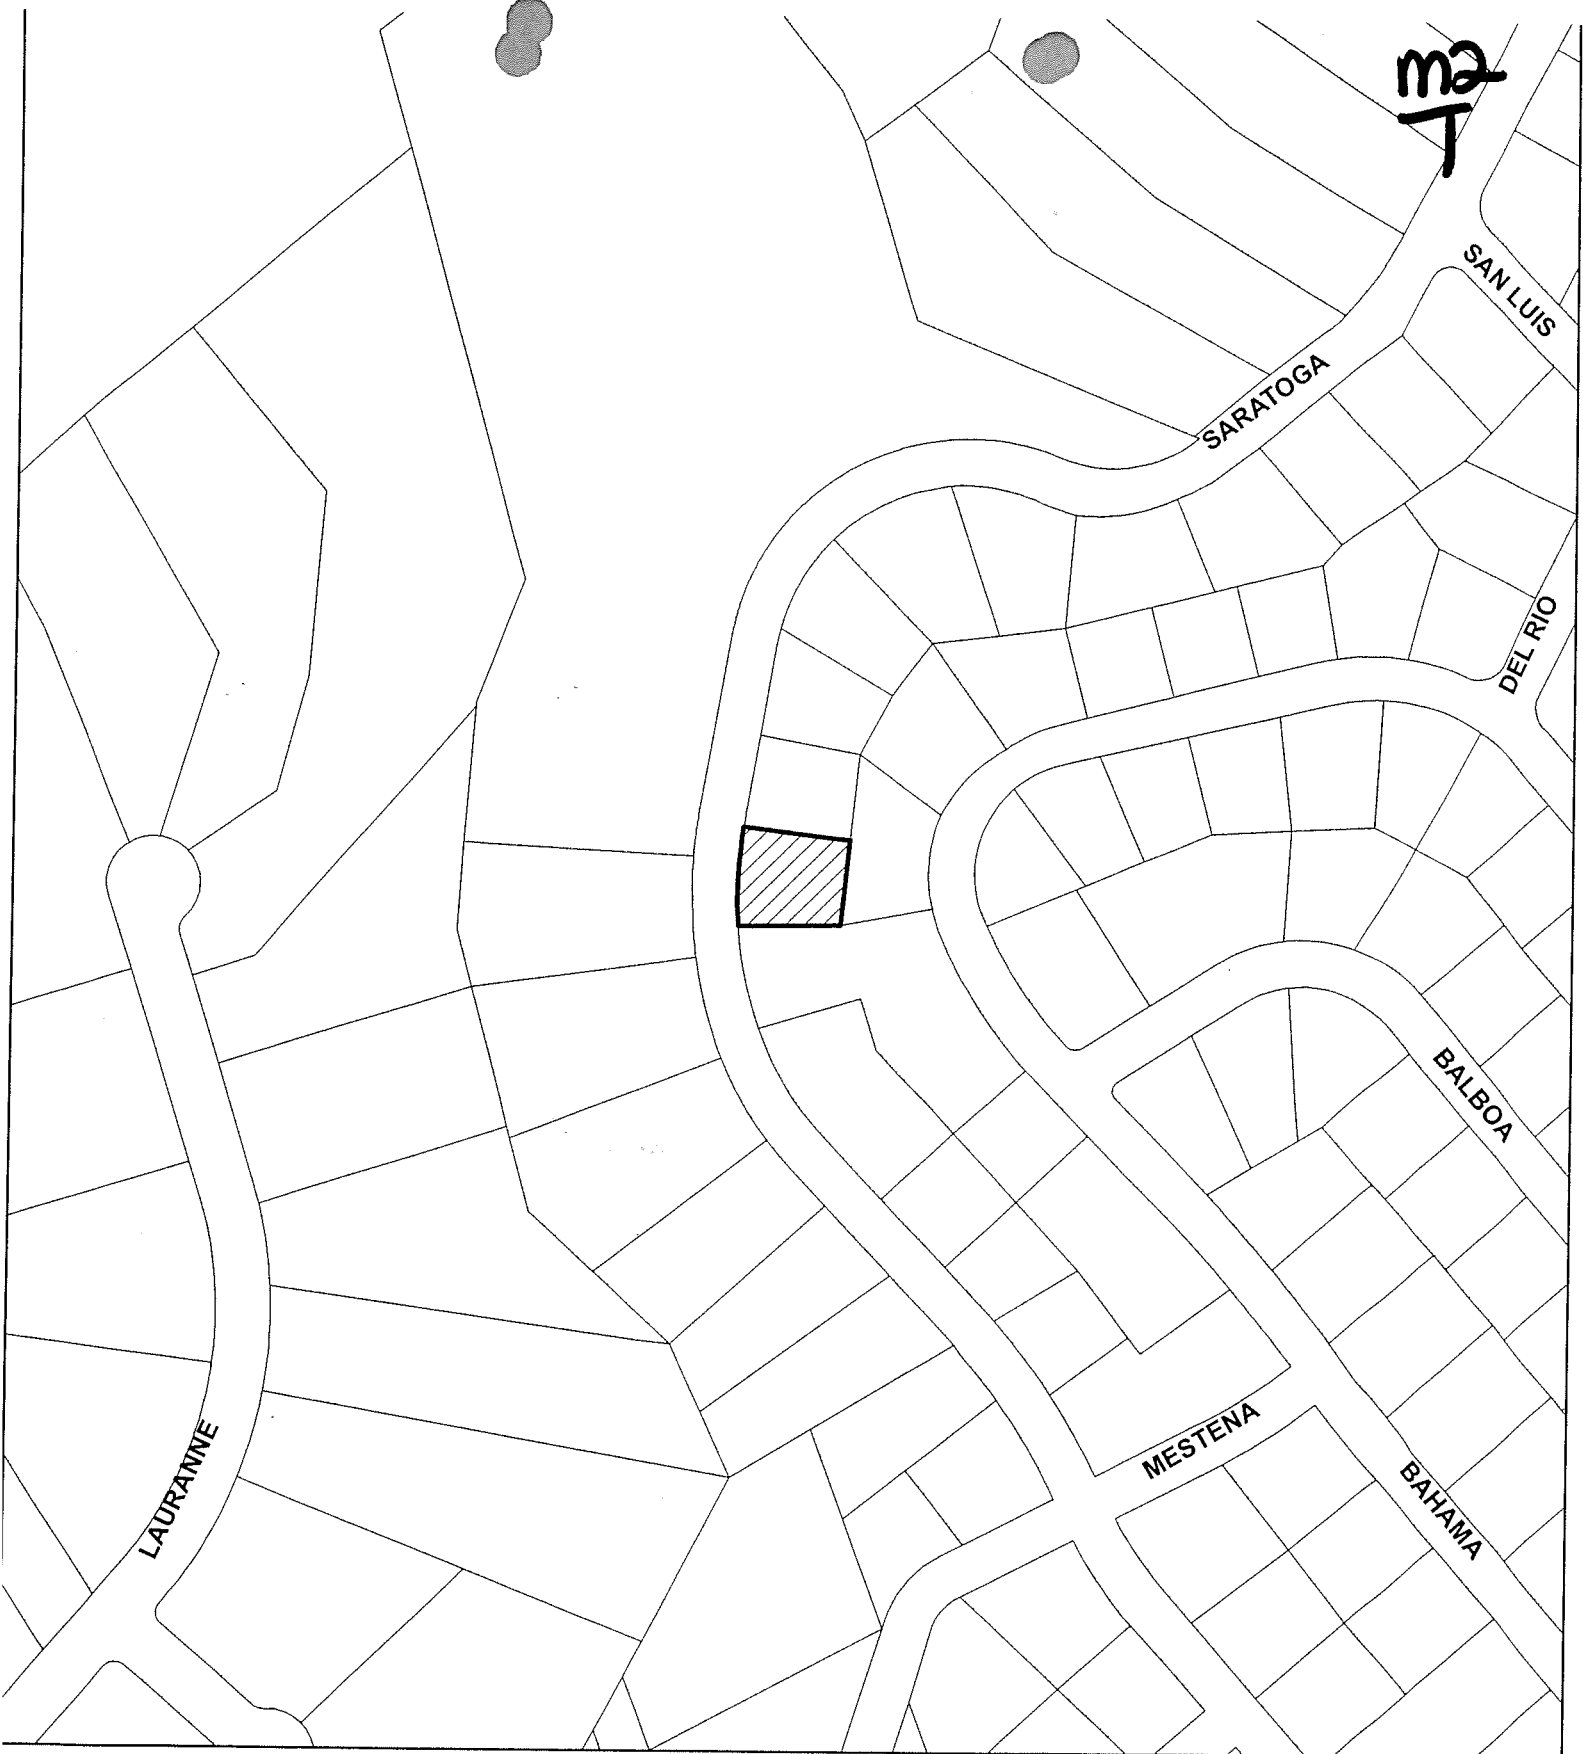 m2
T
SAN LUIS
SARATOGA
DEL RIO
BALBOA
MESTENA
LAURANNE
BAHAMA